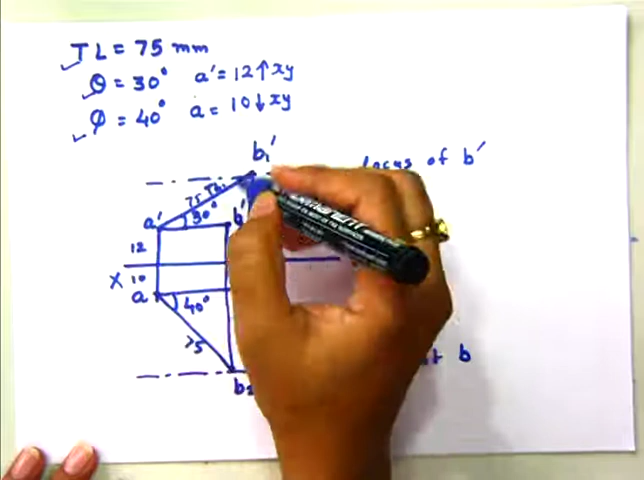 TL = 75 mm
θ = 30° a' = 12 ↑ xy
φ = 40° a = 10 ↓ xy
b₁'
locus of b'
75 TL
a' 30° b'
12
X 10
a 40°
75
b
b₂